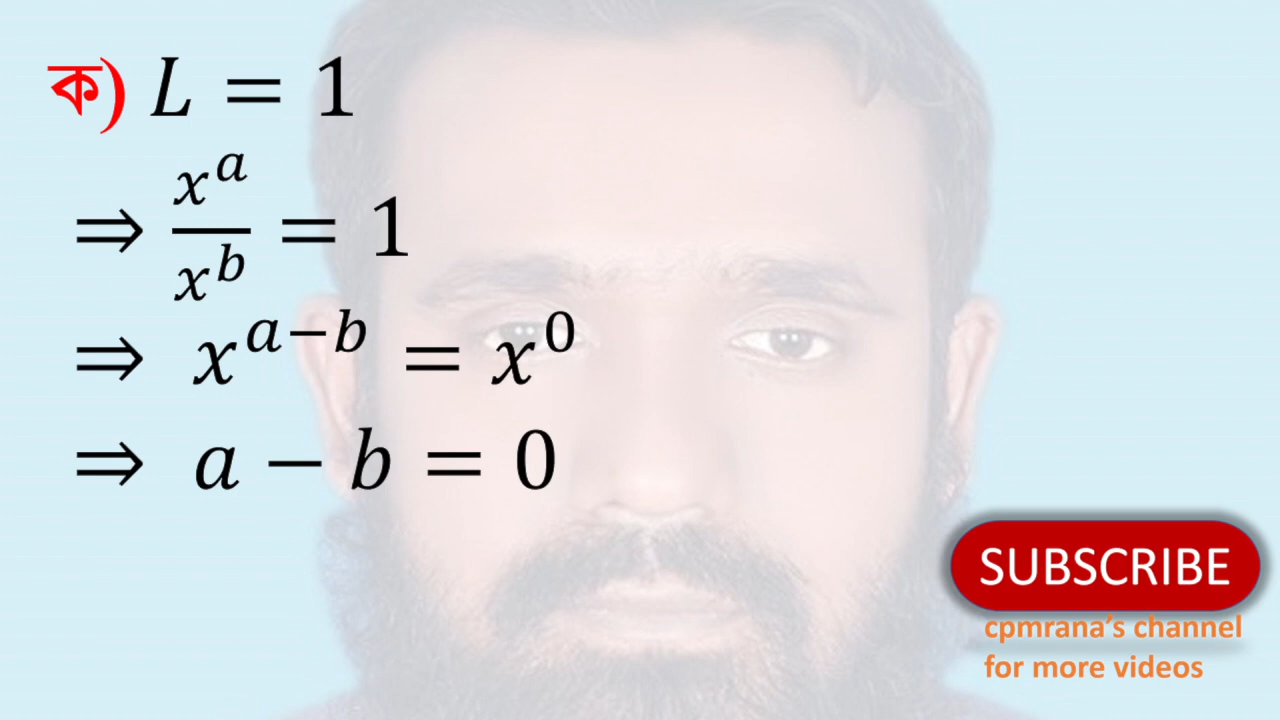 ক) L = 1
⇒ x^a / x^b = 1
⇒ x^{a−b} = x^0
⇒ a − b = 0
SUBSCRIBE
cpmrana’s channel
for more videos